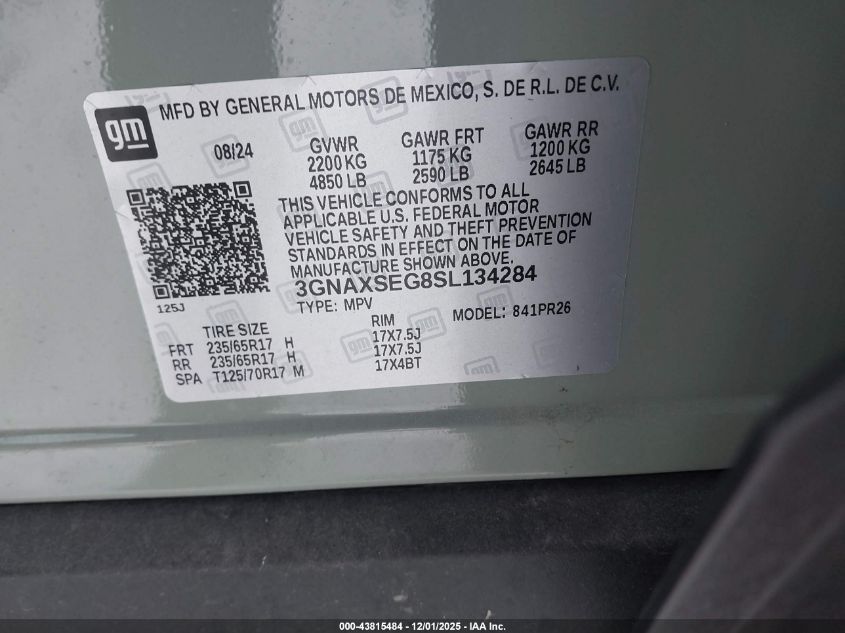 gm
MFD BY GENERAL MOTORS DE MEXICO, S. DE R.L. DE C.V.
08/24 GVWR GAWR FRT GAWR RR
2200 KG 1175 KG 1200 KG
4850 LB 2590 LB 2645 LB
THIS VEHICLE CONFORMS TO ALL
APPLICABLE U.S. FEDERAL MOTOR
VEHICLE SAFETY AND THEFT PREVENTION
STANDARDS IN EFFECT ON THE DATE OF
MANUFACTURE SHOWN ABOVE.
3GNAXSEG8SL134284
125J TYPE: MPV MODEL: 841PR26
TIRE SIZE RIM
FRT 235/65R17 H 17X7.5J
RR 235/65R17 H 17X7.5J
SPA T125/70R17 M 17X4BT
000-43815484 • 12/01/2025 • IAA Inc.